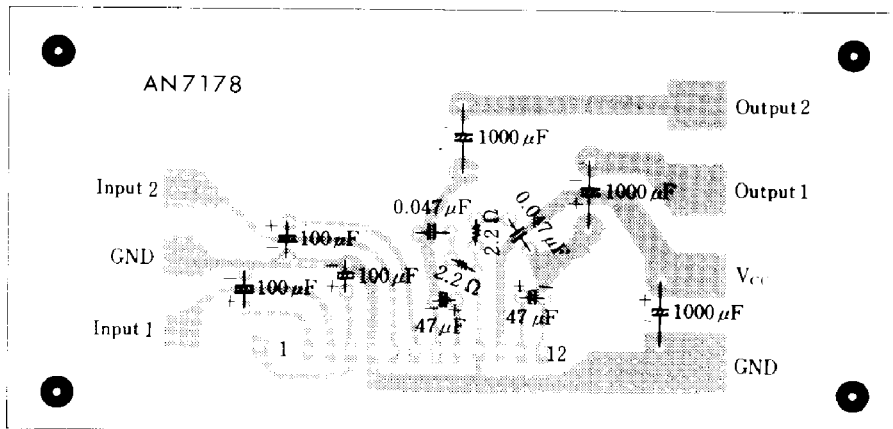 AN7178
Output 2
1000 μF
Input 2
1000 μF
Output 1
0.047 μF
2.2 Ω
0.047 μF
100 μF
GND
100 μF
2.2 Ω
Vcc
100 μF
1000 μF
Input 1
47 μF
47 μF
1
12
GND